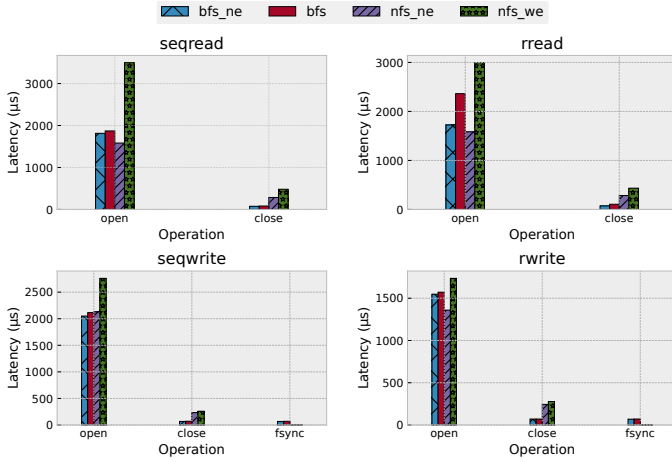 bfs_ne bfs nfs_ne nfs_we
seqread
Latency (µs)
3000
2000
1000
0
open close
Operation
rread
Latency (µs)
3000
2000
1000
0
open close
Operation
seqwrite
Latency (µs)
2500
2000
1500
1000
500
0
open close fsync
Operation
rwrite
Latency (µs)
1500
1000
500
0
open close fsync
Operation